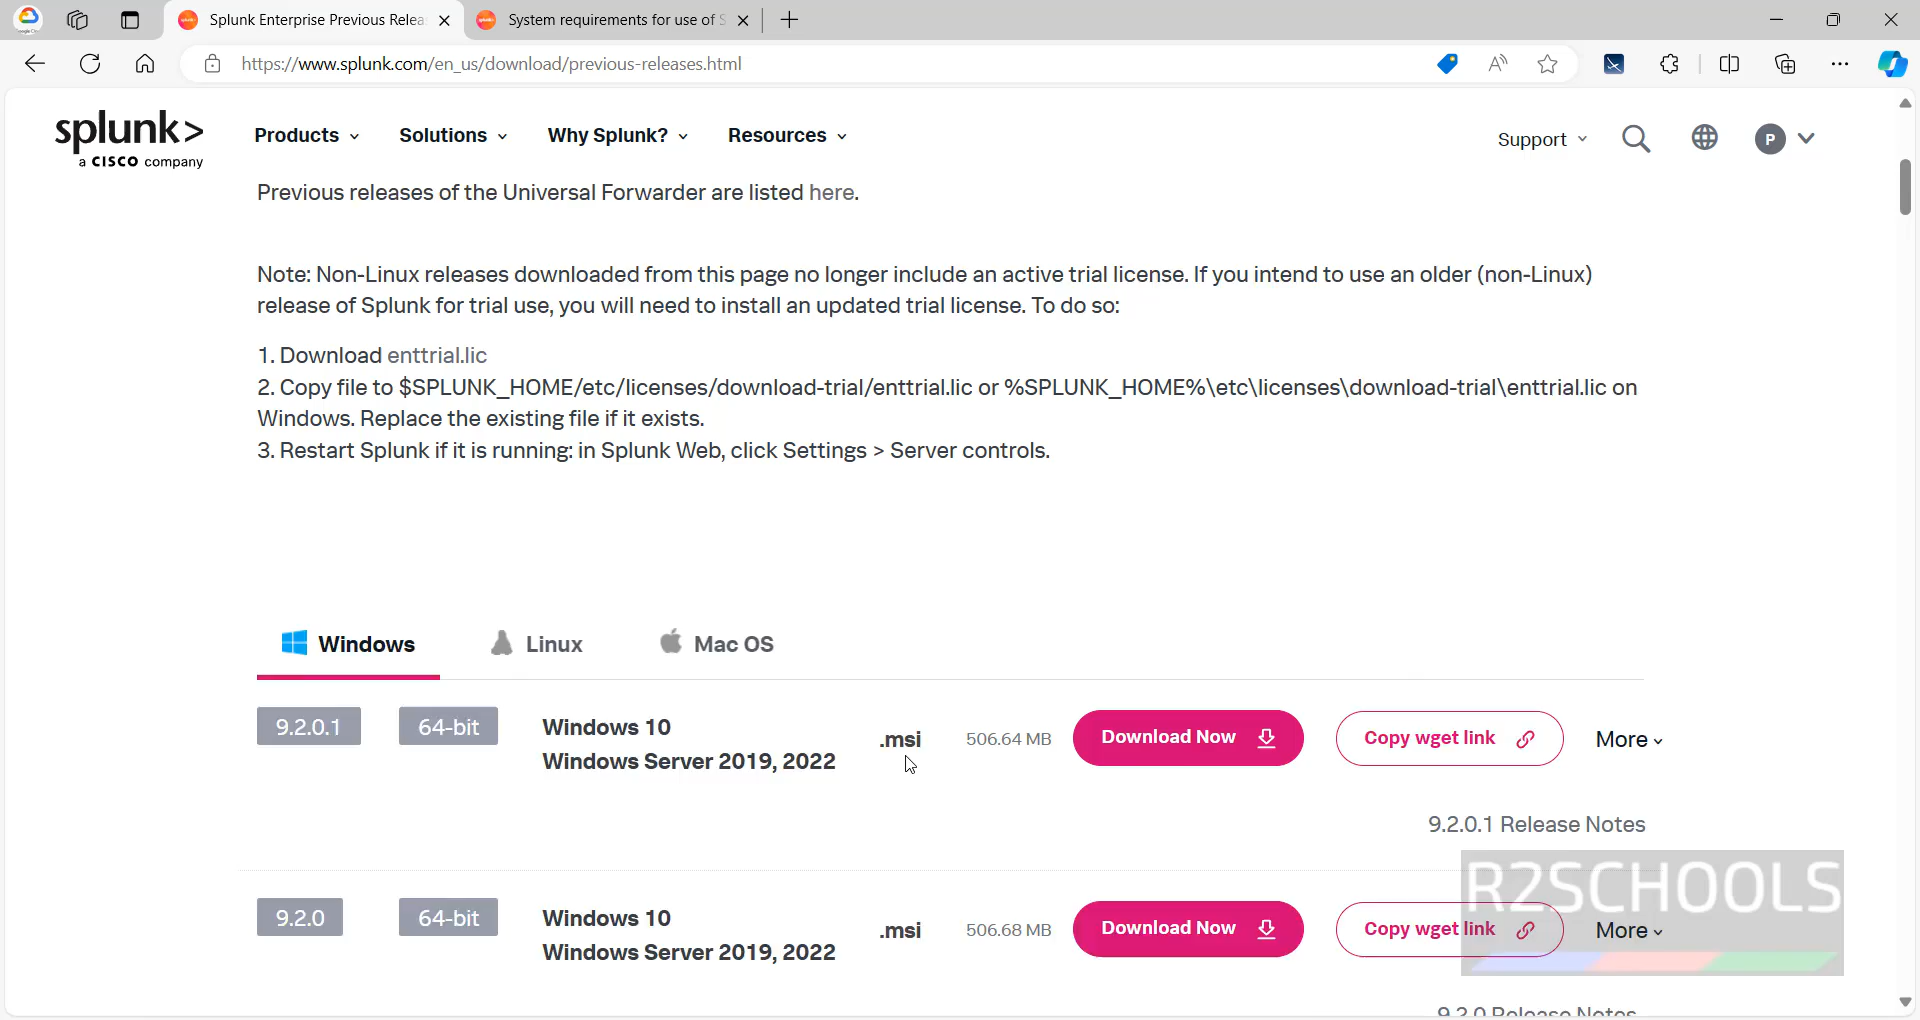 Splunk Enterprise Previous Relea
System requirements for use of S
https://www.splunk.com/en_us/download/previous-releases.html
splunk>
a CISCO company
Products
Solutions
Why Splunk?
Resources
Support
P
Previous releases of the Universal Forwarder are listed here.
Note: Non-Linux releases downloaded from this page no longer include an active trial license. If you intend to use an older (non-Linux)
release of Splunk for trial use, you will need to install an updated trial license. To do so:
1. Download enttrial.lic
2. Copy file to $SPLUNK_HOME/etc/licenses/download-trial/enttrial.lic or %SPLUNK_HOME%\etc\licenses\download-trial\enttrial.lic on
Windows. Replace the existing file if it exists.
3. Restart Splunk if it is running: in Splunk Web, click Settings > Server controls.
Windows
Linux
Mac OS
9.2.0.1
64-bit
Windows 10
Windows Server 2019, 2022
.msi
506.64 MB
Download Now
Copy wget link
More
9.2.0.1 Release Notes
R2SCHOOLS
9.2.0
64-bit
Windows 10
Windows Server 2019, 2022
.msi
506.68 MB
Download Now
Copy wget link
More
9.2.0 Release Notes